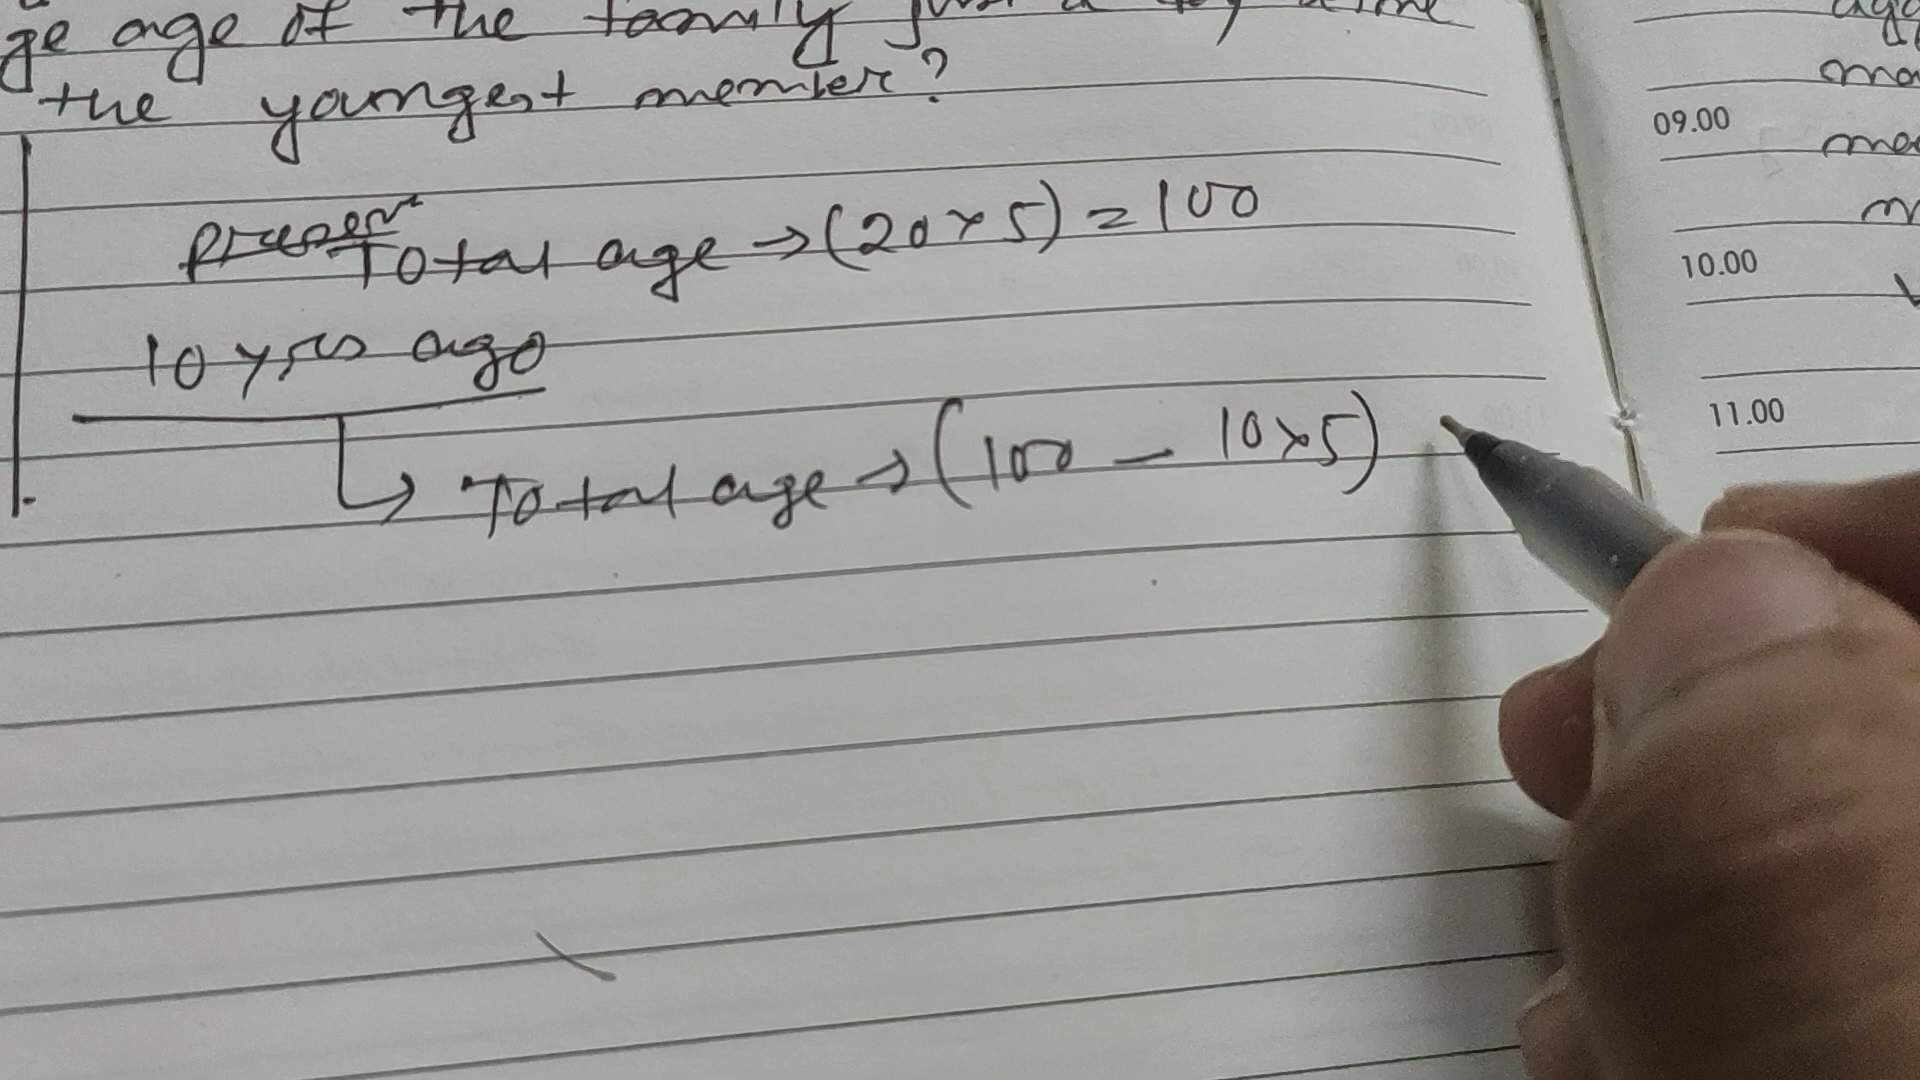 age of the family just
the youngest member?
Present
Total age → (20×5) = 100
10 yrs ago
↳ Total age → (100 - 10×5)
09.00
10.00
11.00